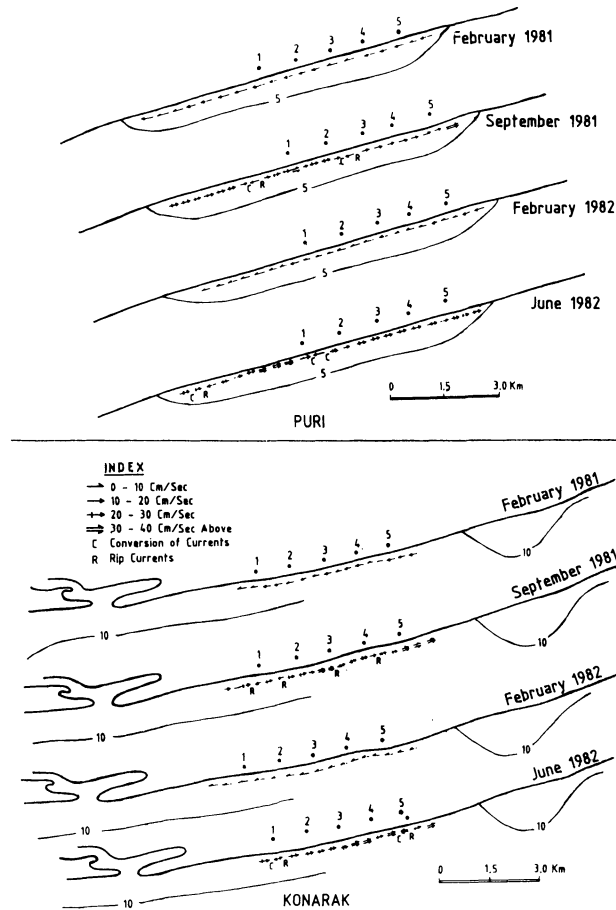 1 2 3 4 5
February 1981
5
1 2 3 4 5
September 1981
C R C R
5
1 2 3 4 5
February 1982
5
1 2 3 4 5
June 1982
C C
5
C R
0 1.5 3.0 Km
PURI
INDEX
0 - 10 Cm/Sec
10 - 20 Cm/Sec
20 - 30 Cm/Sec
30 - 40 Cm/Sec Above
C Conversion of Currents
R Rip Currents
February 1981
1 2 3 4 5
10
10
September 1981
1 2 3 4 5
R R R R
10
10
February 1982
1 2 3 4 5
10
10
June 1982
1 2 3 4 5
C R C R
10
10
0 1.5 3.0 Km
KONARAK